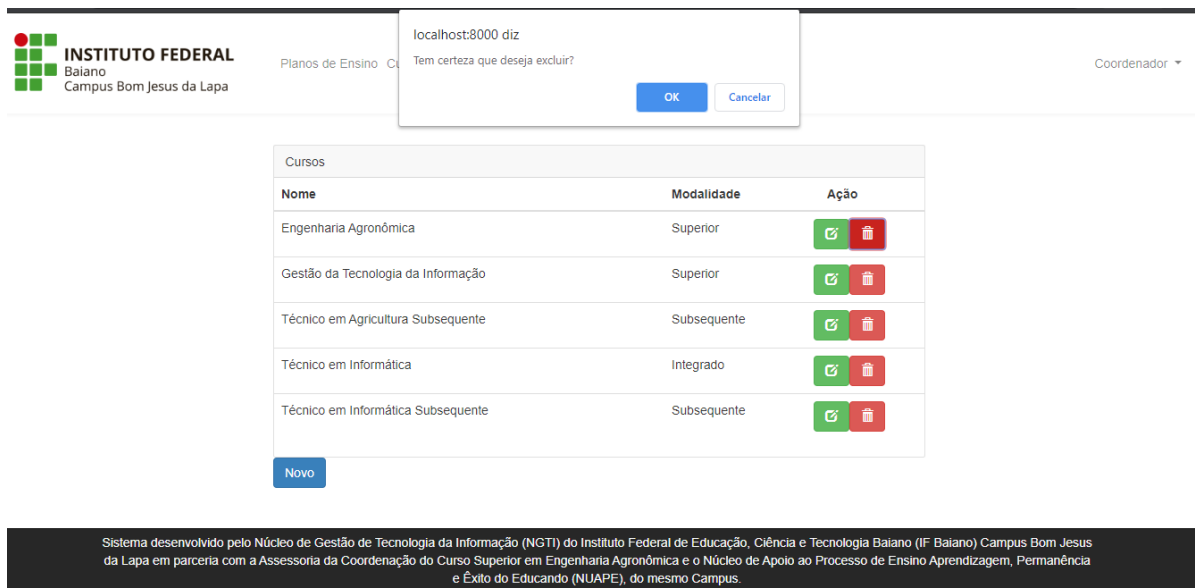 localhost:8000 diz
Tem certeza que deseja excluir?
OK Cancelar
INSTITUTO FEDERAL
Baiano
Campus Bom Jesus da Lapa
Planos de Ensino
Coordenador
Cursos
Nome Modalidade Ação
Engenharia Agronômica Superior
Gestão da Tecnologia da Informação Superior
Técnico em Agricultura Subsequente Subsequente
Técnico em Informática Integrado
Técnico em Informática Subsequente Subsequente
Novo
Sistema desenvolvido pelo Núcleo de Gestão de Tecnologia da Informação (NGTI) do Instituto Federal de Educação, Ciência e Tecnologia Baiano (IF Baiano) Campus Bom Jesus
da Lapa em parceria com a Assessoria da Coordenação do Curso Superior em Engenharia Agronômica e o Núcleo de Apoio ao Processo de Ensino Aprendizagem, Permanência
e Êxito do Educando (NUAPE), do mesmo Campus.